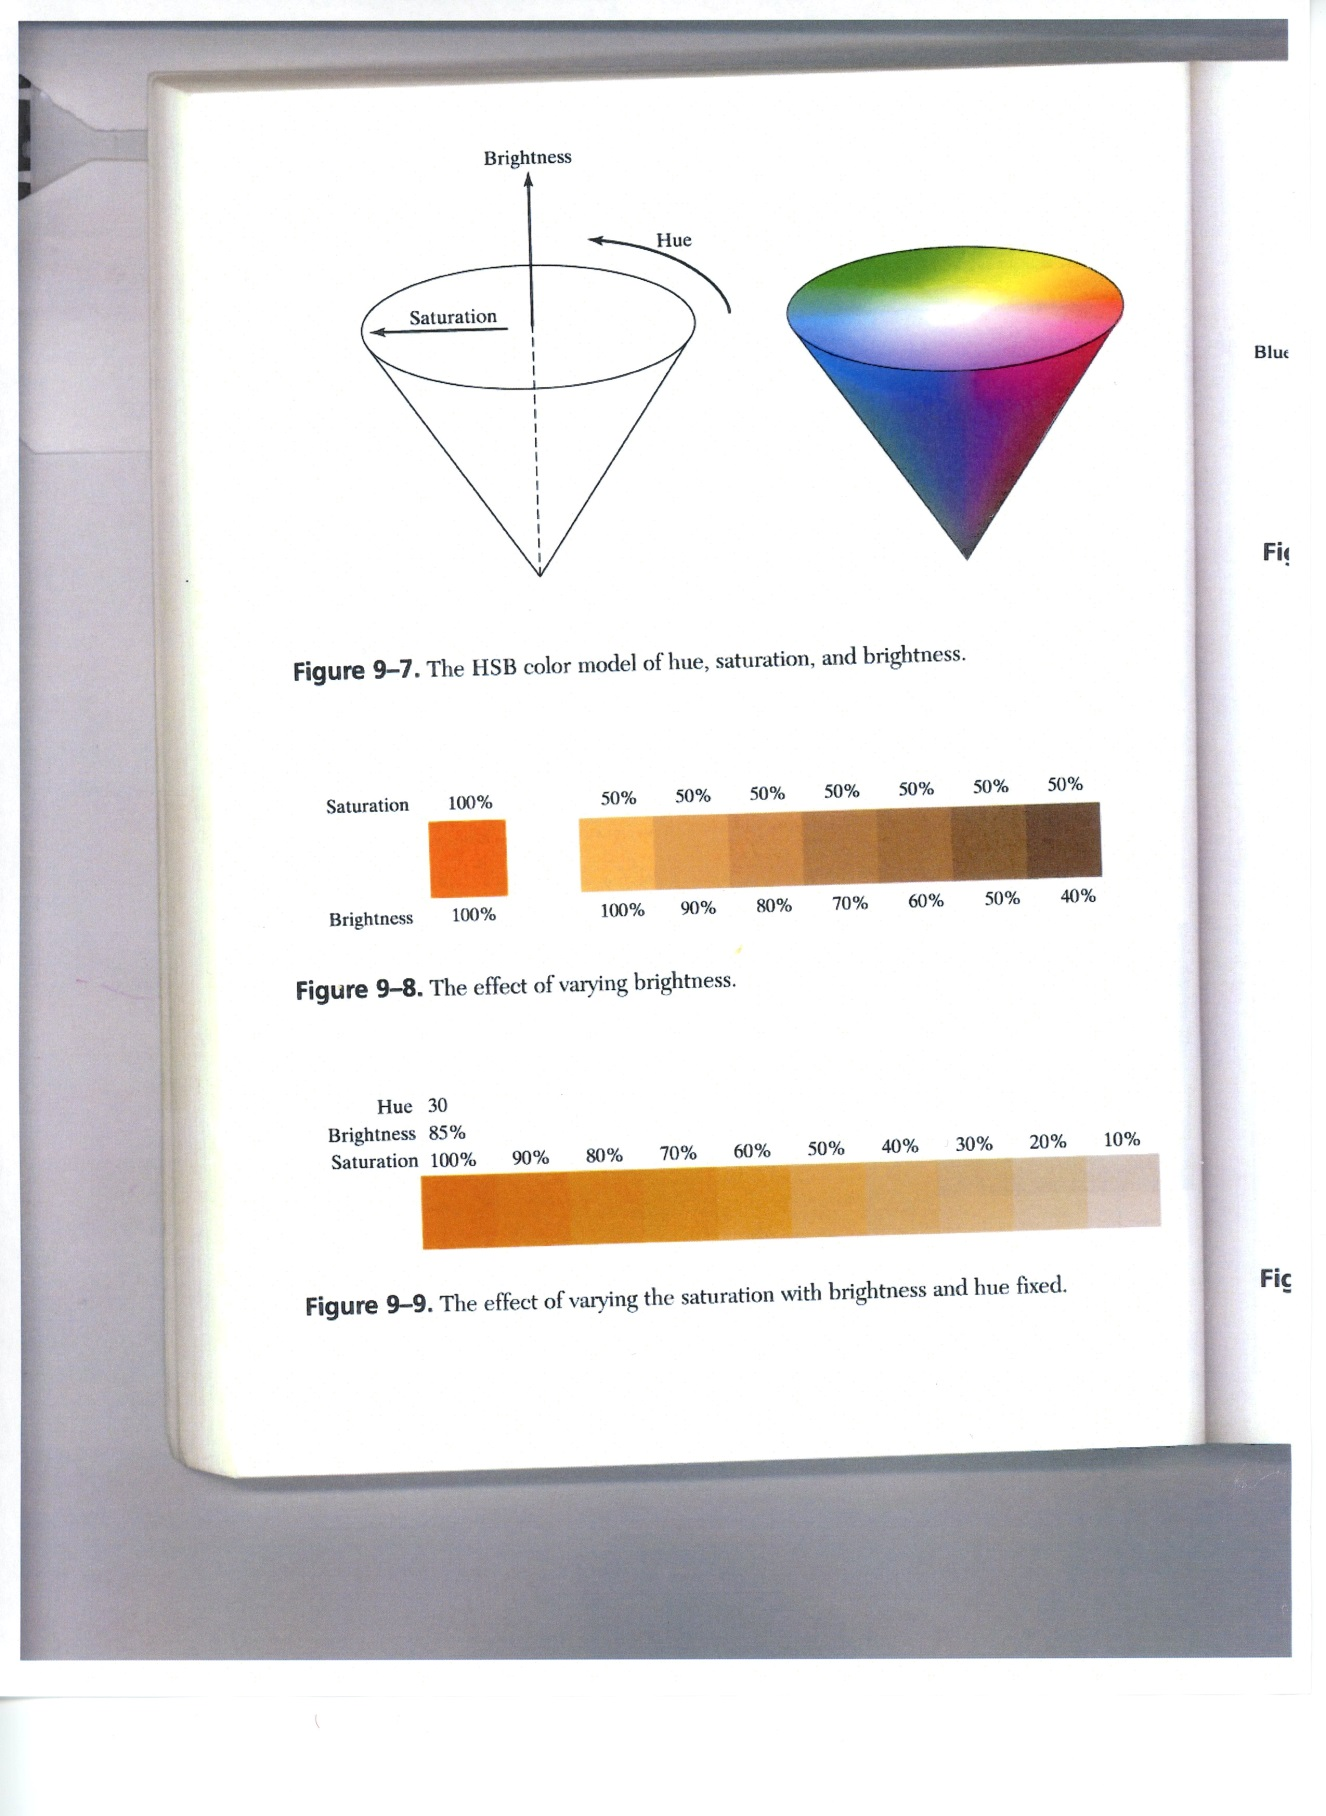 Brightness
Hue
Saturation
Figure 9–7. The HSB color model of hue, saturation, and brightness.
Saturation 100% 50% 50% 50% 50% 50% 50% 50%
Brightness 100% 100% 90% 80% 70% 60% 50% 40%
Figure 9–8. The effect of varying brightness.
Hue 30
Brightness 85%
Saturation 100% 90% 80% 70% 60% 50% 40% 30% 20% 10%
Figure 9–9. The effect of varying the saturation with brightness and hue fixed.